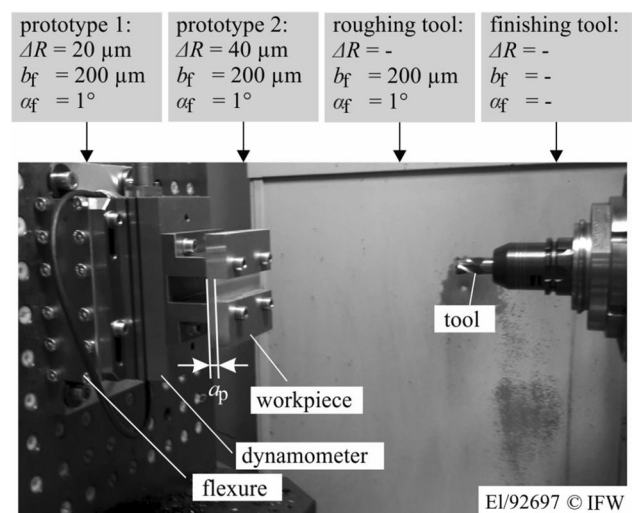 prototype 1:
ΔR = 20 µm
bf = 200 µm
αf = 1°
prototype 2:
ΔR = 40 µm
bf = 200 µm
αf = 1°
roughing tool:
ΔR = -
bf = 200 µm
αf = 1°
finishing tool:
ΔR = -
bf = -
αf = -
tool
ap
workpiece
dynamometer
flexure
El/92697 © IFW